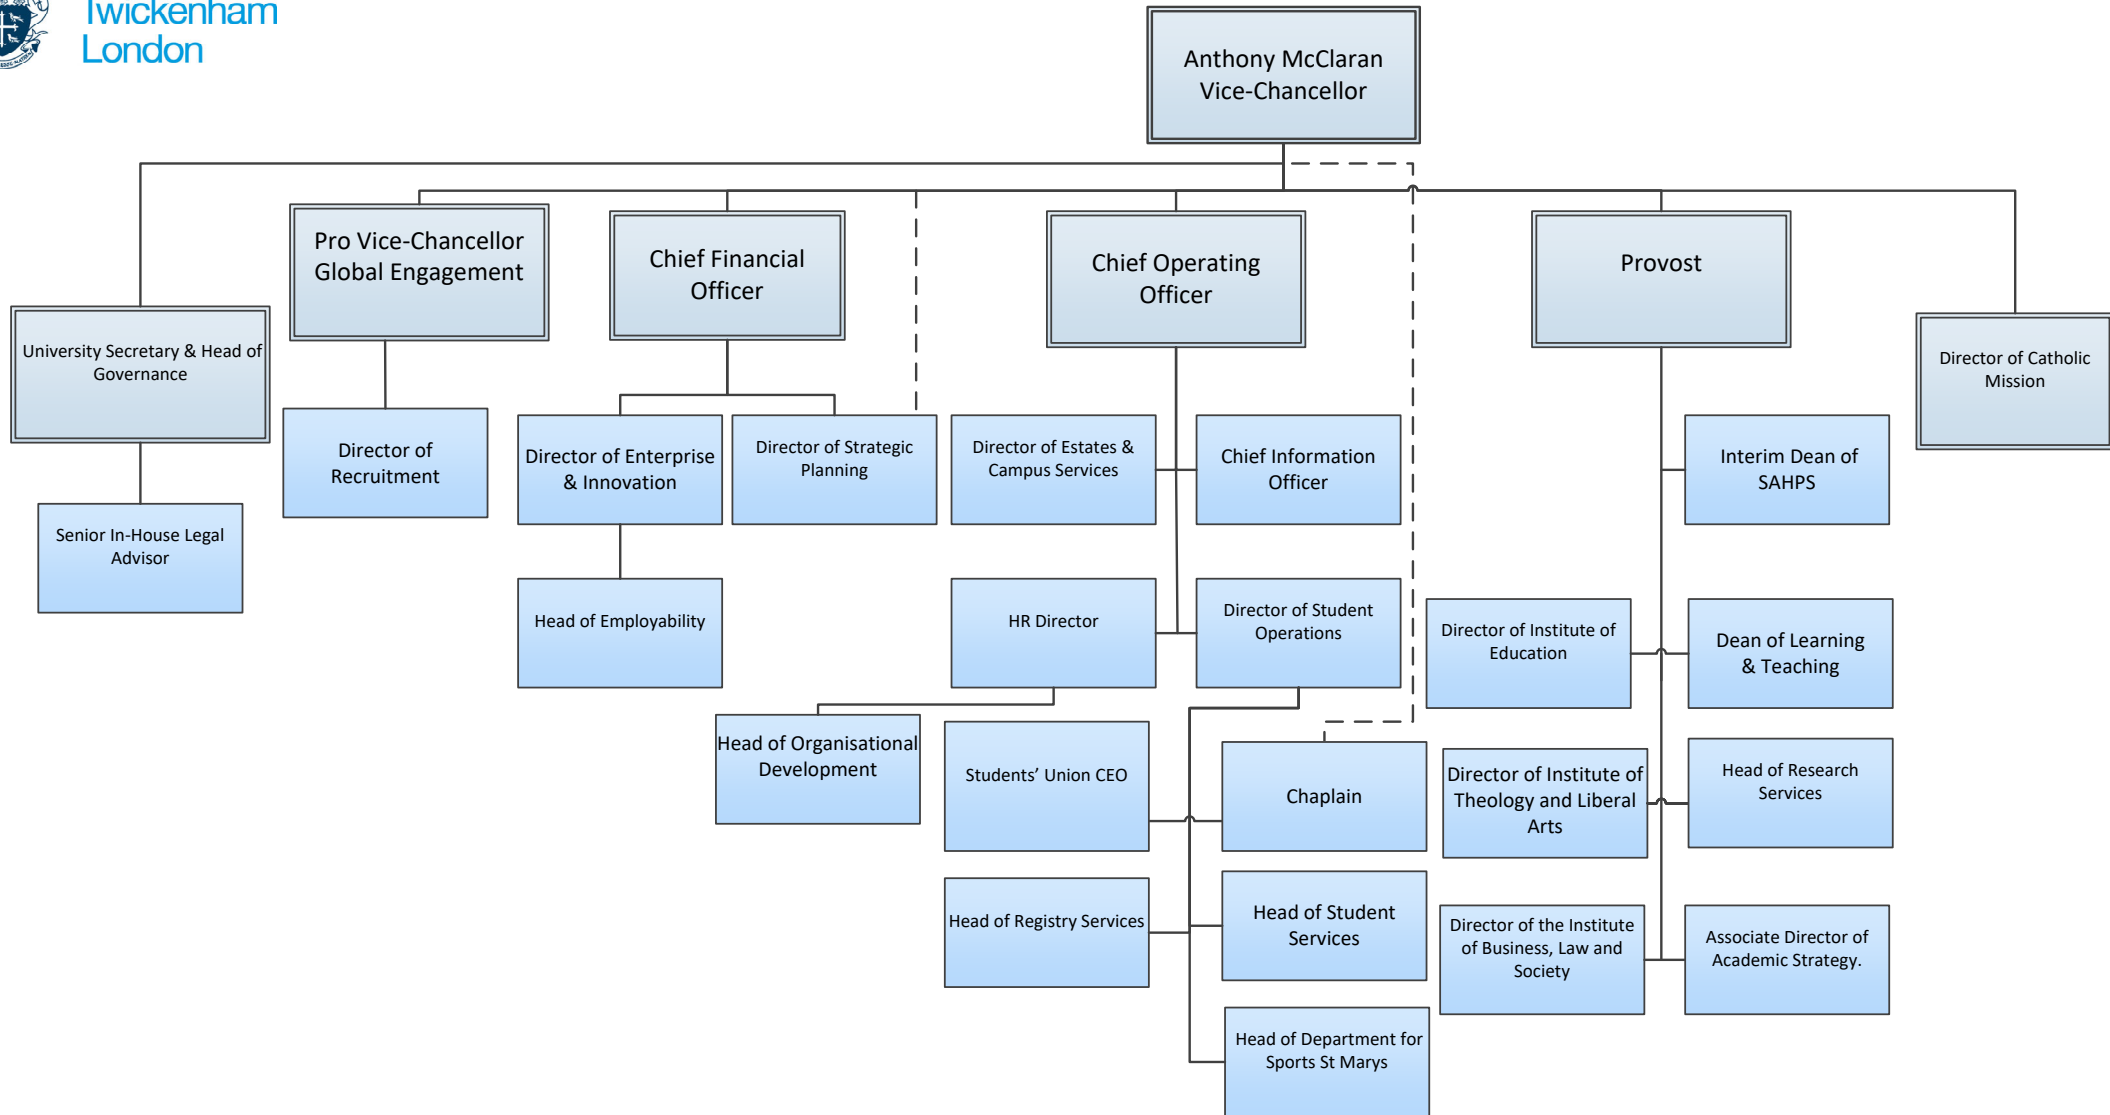 Twickenham
London
Anthony McClaran
Vice-Chancellor
Pro Vice-Chancellor
Global Engagement
Chief Financial
Officer
Chief Operating
Officer
Provost
University Secretary & Head of
Governance
Director of Catholic
Mission
Director of
Recruitment
Director of Enterprise
& Innovation
Director of Strategic
Planning
Director of Estates &
Campus Services
Chief Information
Officer
Interim Dean of
SAHPS
Senior In-House Legal
Advisor
Head of Employability
HR Director
Director of Student
Operations
Director of Institute of
Education
Dean of Learning
& Teaching
Head of Organisational
Development
Students’ Union CEO
Chaplain
Director of Institute of
Theology and Liberal
Arts
Head of Research
Services
Head of Registry Services
Head of Student
Services
Director of the Institute
of Business, Law and
Society
Associate Director of
Academic Strategy.
Head of Department for
Sports St Marys